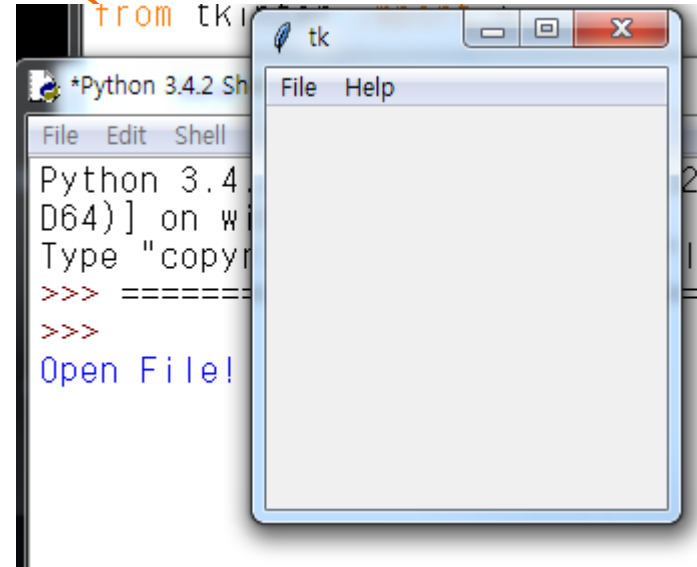 from tki
tk
*Python 3.4.2 Sh
File Help
File Edit Shell
Python 3.4.
D64)] on wi
Type "copyr
>>> =======
>>>
Open File!